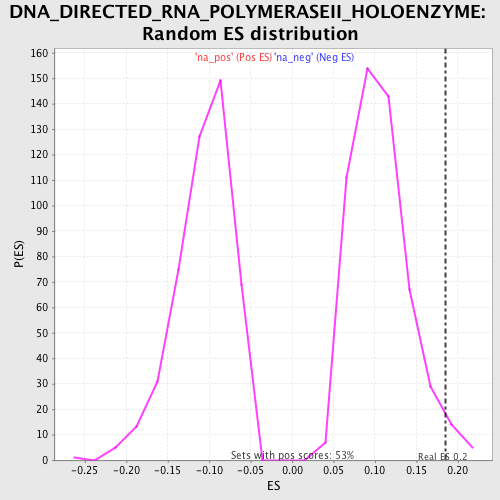 DNA_DIRECTED_RNA_POLYMERASEII_HOLOENZYME:
Random ES distribution
'na_pos' (Pos ES) 'na_neg' (Neg ES)
160
150
140
130
120
110
100
90
80
70
60
50
40
30
20
10
0
P(ES)
Sets with pos scores: 53%
Real ES 0.2
-0.25 -0.20 -0.15 -0.10 -0.05 0.00 0.05 0.10 0.15 0.20
ES